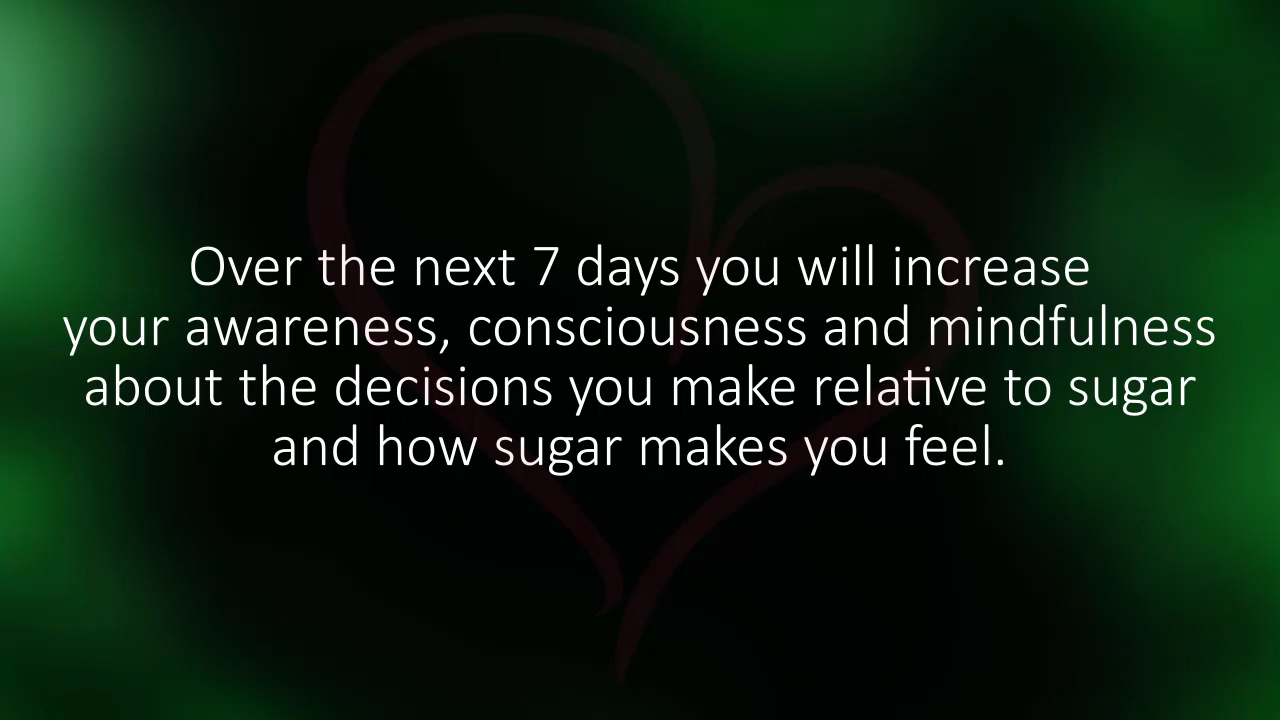 Over the next 7 days you will increase
your awareness, consciousness and mindfulness
about the decisions you make relative to sugar
and how sugar makes you feel.